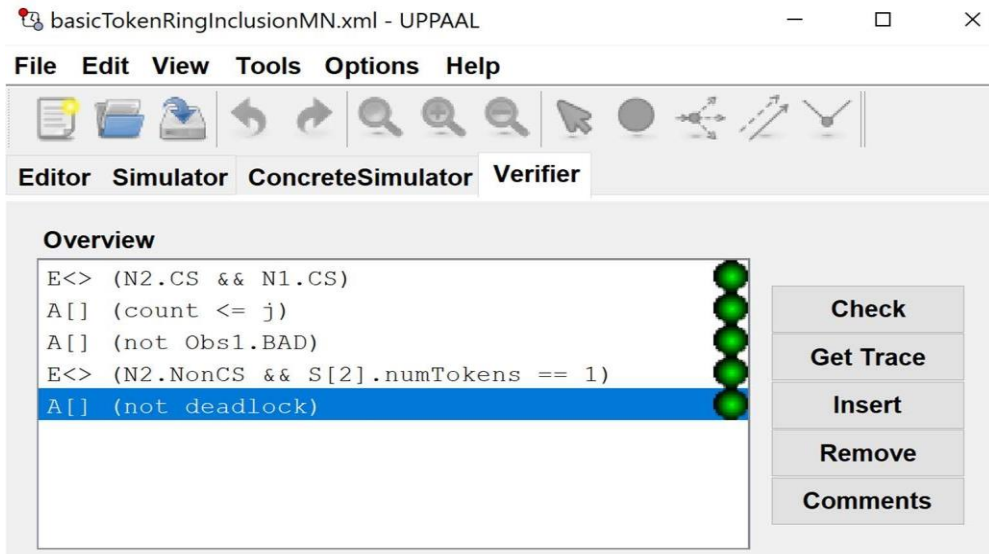 basicTokenRingInclusionMN.xml - UPPAAL
File Edit View Tools Options Help
Editor Simulator ConcreteSimulator Verifier
Overview
E<> (N2.CS && N1.CS)
A[] (count <= j)
A[] (not Obs1.BAD)
E<> (N2.NonCS && S[2].numTokens == 1)
A[] (not deadlock)
Check
Get Trace
Insert
Remove
Comments